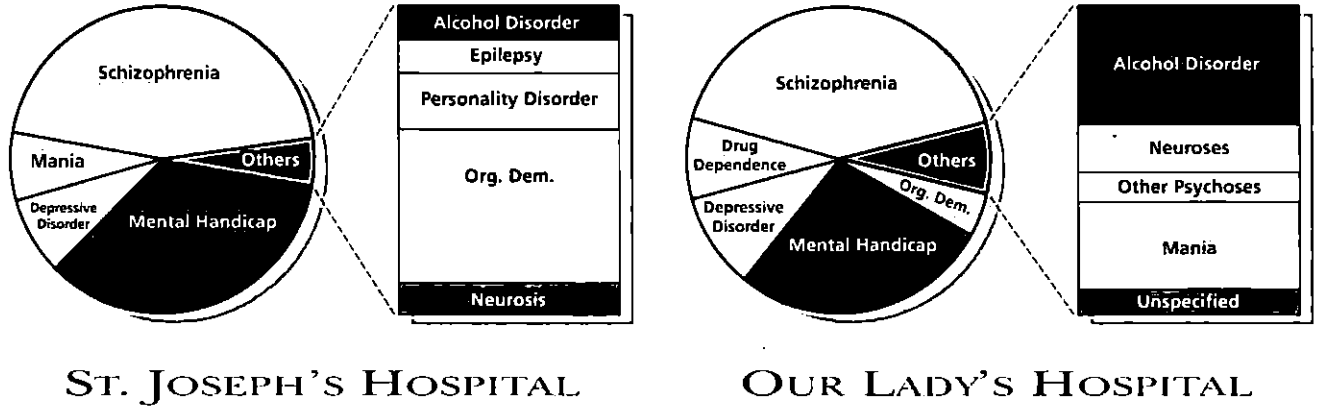 Schizophrenia
Mania
Depressive
Disorder
Mental Handicap
Others
Alcohol Disorder
Epilepsy
Personality Disorder
Org. Dem.
Neurosis
ST. JOSEPH'S HOSPITAL
Schizophrenia
Drug
Dependence
Depressive
Disorder
Mental Handicap
Org. Dem.
Others
Alcohol Disorder
Neuroses
Other Psychoses
Mania
Unspecified
OUR LADY'S HOSPITAL